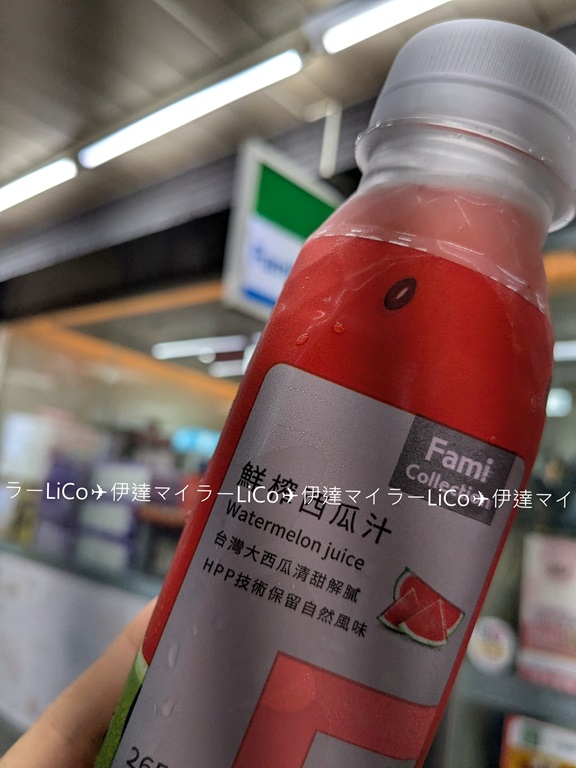 Fami
Collection
鮮榨西瓜汁
Watermelon juice
台灣大西瓜清甜解膩
HPP技術保留自然風味
ラーLiCo✈伊達マイラーLiCo✈伊達マイラーLiCo✈伊達マイ
265